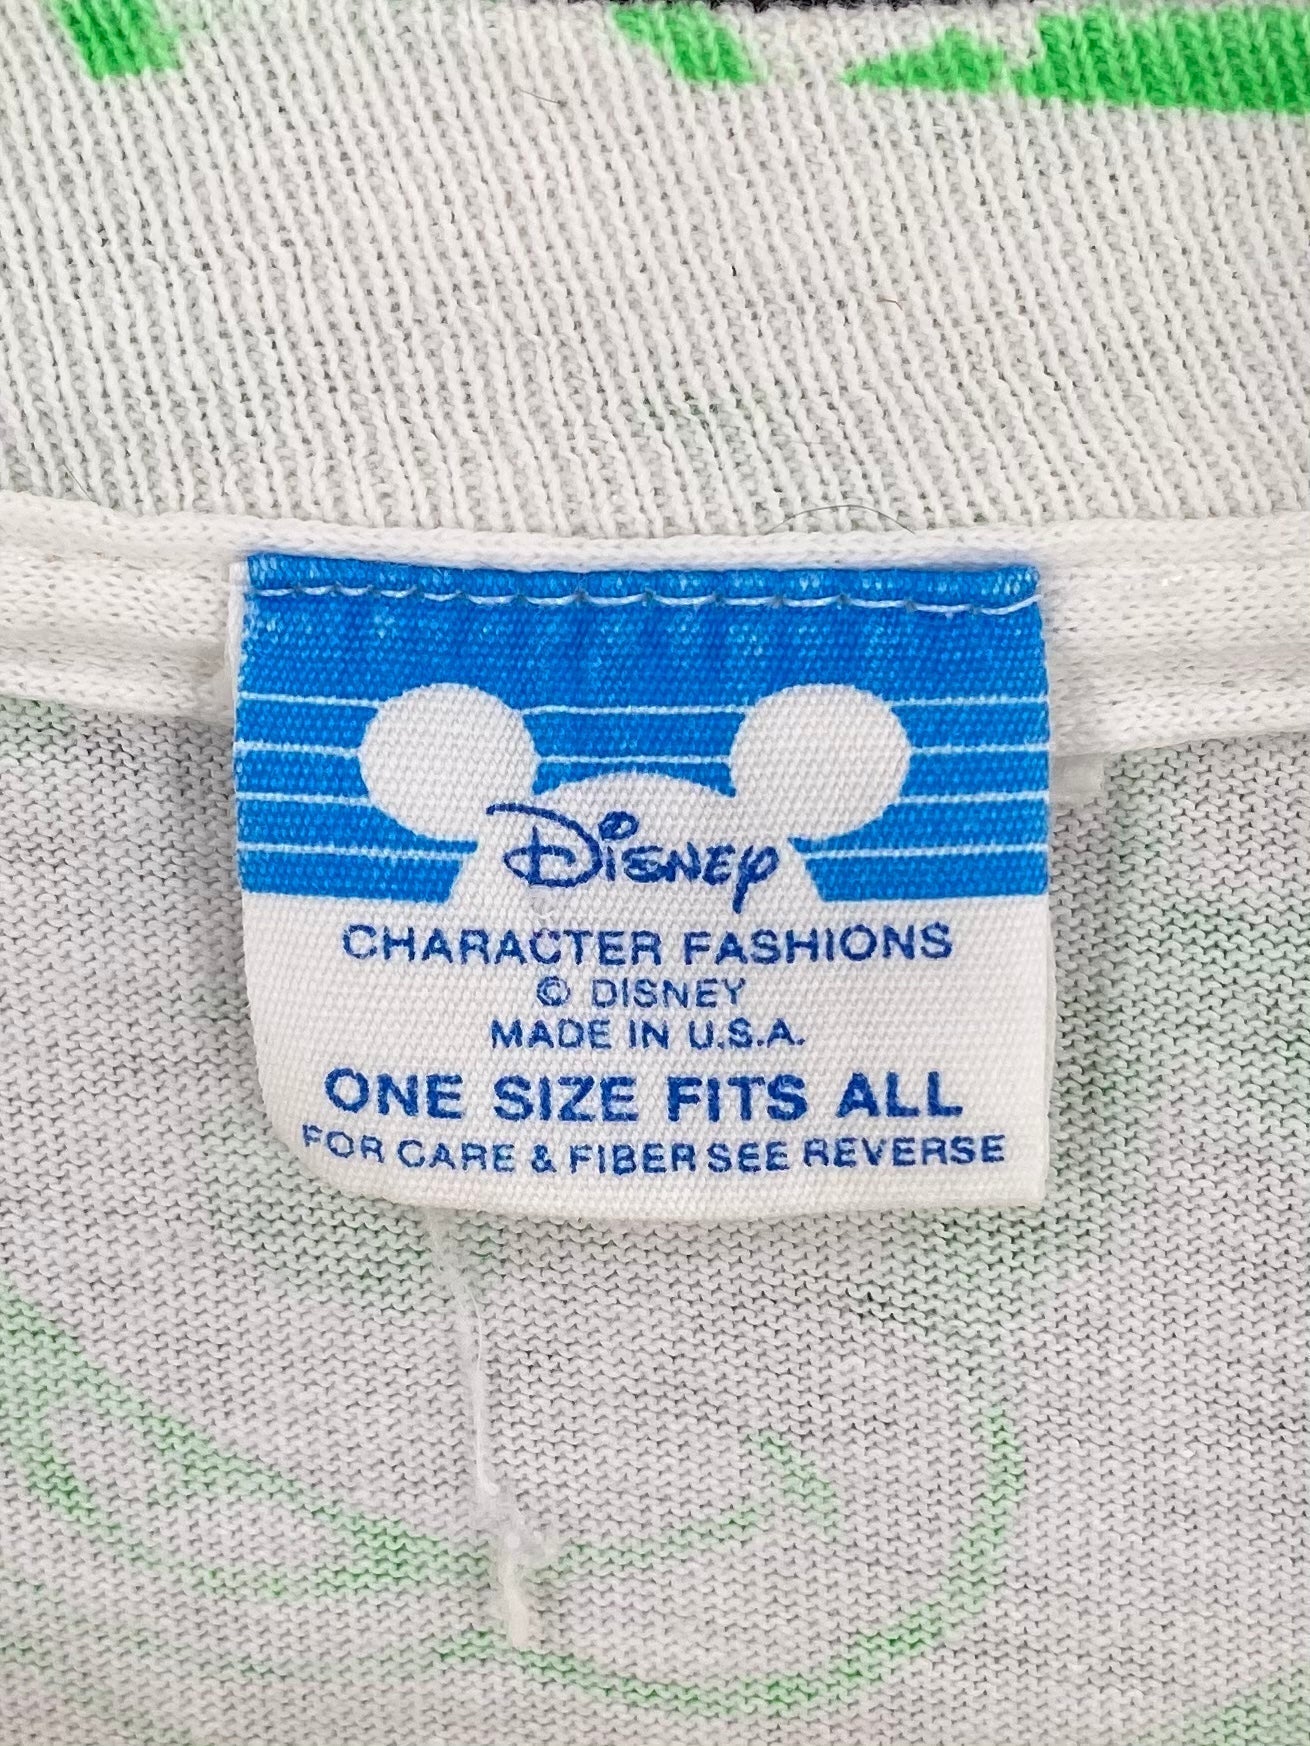 Disney
CHARACTER FASHIONS
© DISNEY
MADE IN U.S.A.
ONE SIZE FITS ALL
FOR CARE & FIBER SEE REVERSE